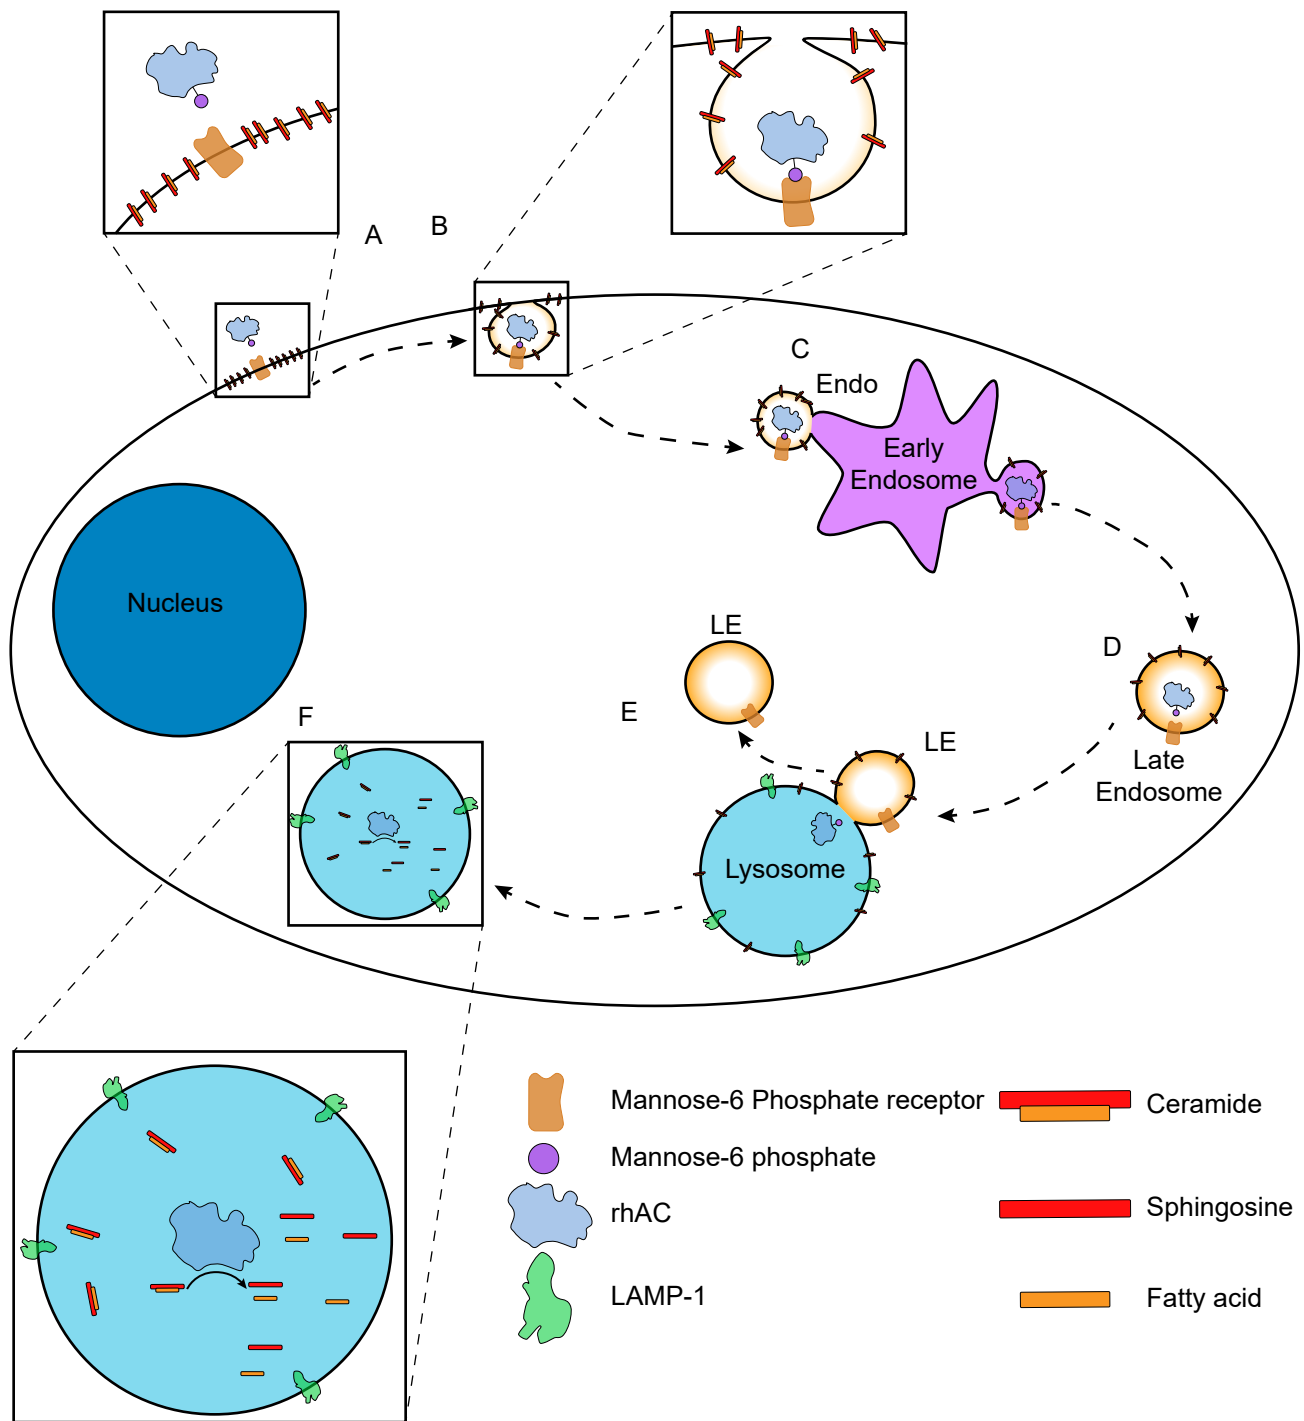 A
B
C
Endo
Early
Endosome
Nucleus
LE
D
F
E
LE
Late
Endosome
Lysosome
Mannose-6 Phosphate receptor
Ceramide
Mannose-6 phosphate
rhAC
Sphingosine
LAMP-1
Fatty acid